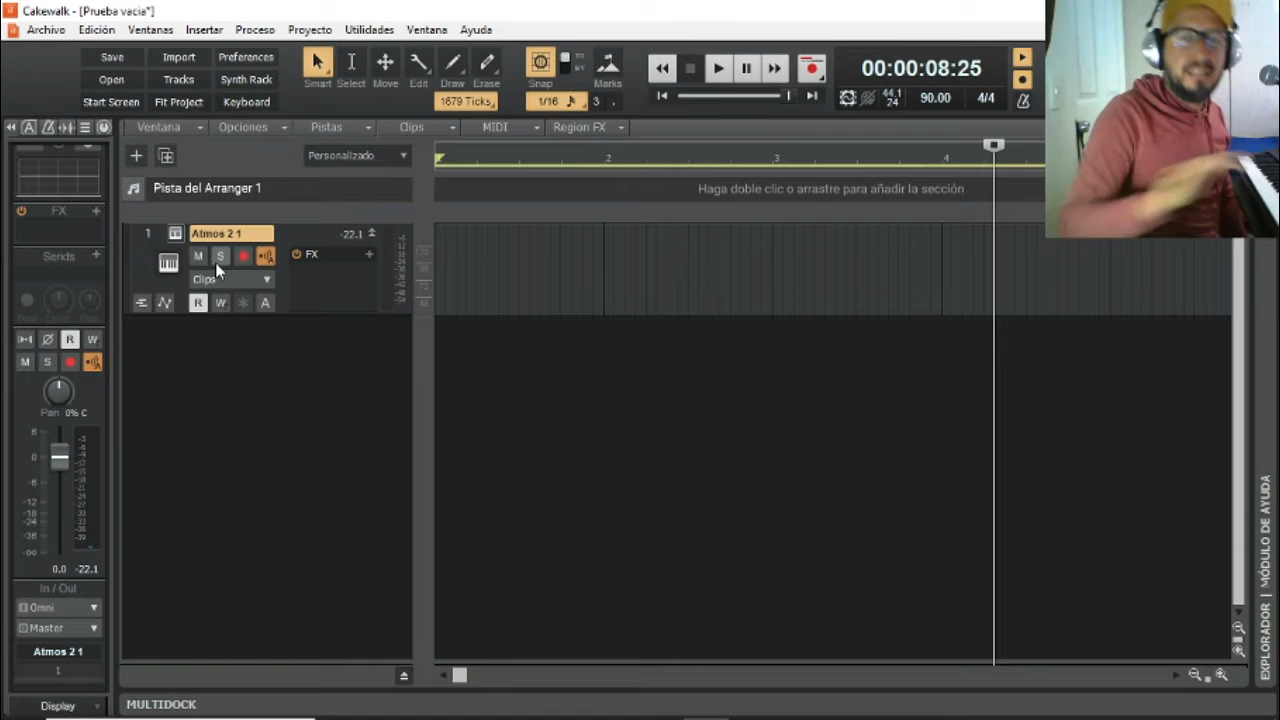 Cakewalk - [Prueba vacia*]
Archivo Edición Ventanas Insertar Proceso Proyecto Utilidades Ventana Ayuda
Save Import Preferences
Open Tracks Synth Rack
Start Screen Fit Project Keyboard
Smart Select Move Edit Draw Erase Snap Marks
TO
BY
1879 Ticks 1/16 3
00:00:08:25
44.1
24
90.00 4/4
Ventana Opciones Pistas Clips MIDI Region FX
Personalizado
2 3 4
Pista del Arranger 1
Haga doble clic o arrastre para añadir la sección
FX
Sends
1 Atmos 2 1 -22.1
M S
FX
Clips
R W A
R W
M S
Pan 0% C
0.0 -22.1
In / Out
Omni
Master
Atmos 2 1
1
Display
MULTIDOCK
EXPLORADOR | MÓDULO DE AYUDA